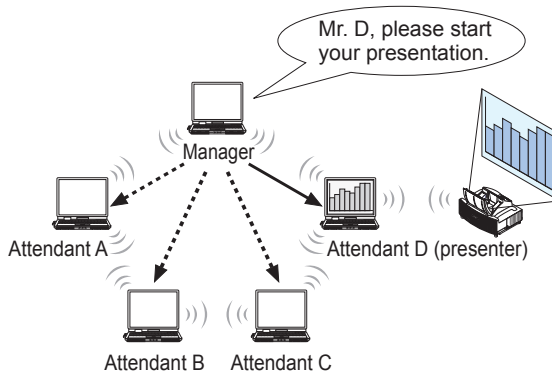 Mr. D, please start
your presentation.
Manager
Attendant A
Attendant D (presenter)
Attendant B
Attendant C